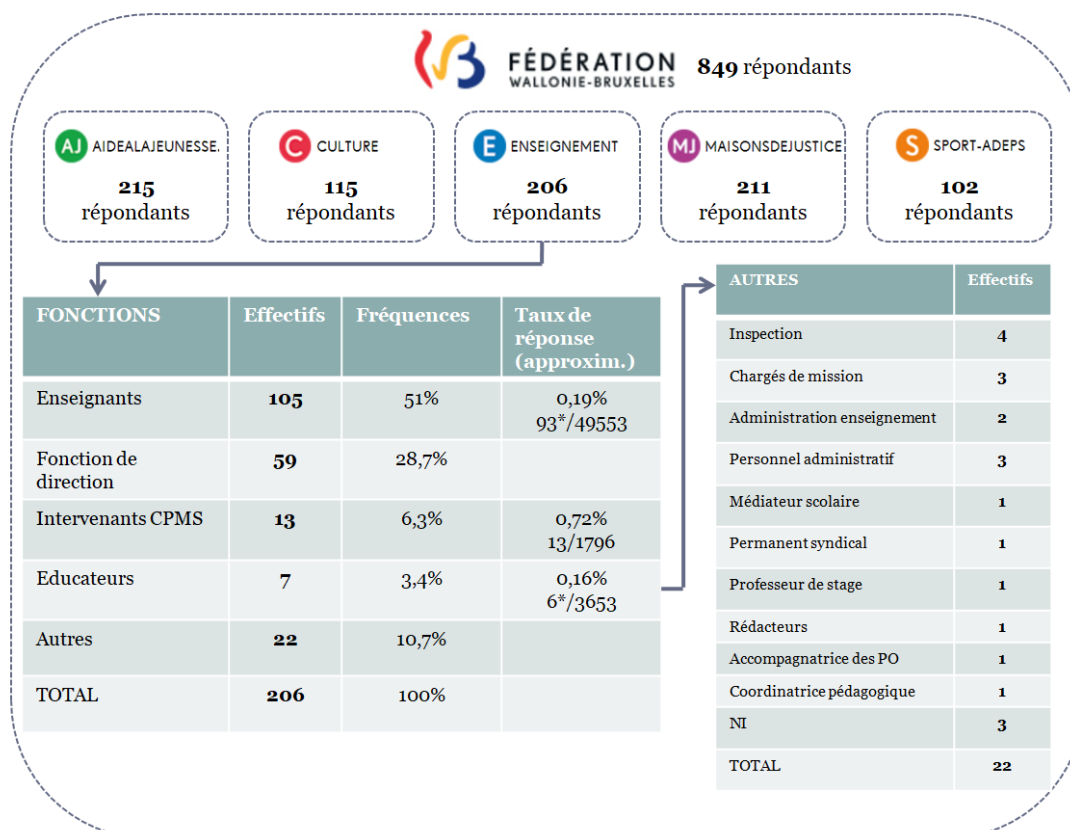 FÉDÉRATION
WALLONIE-BRUXELLES
849 répondants
AJ AIDEALAJEUNESSE.
215
répondants
C CULTURE
115
répondants
E ENSEIGNEMENT
206
répondants
MJ MAISONSDEJUSTICE
211
répondants
S SPORT-ADEPS
102
répondants
FONCTIONS Effectifs Fréquences Taux de
réponse
(approxim.)
Enseignants 105 51% 0,19%
93*/49553
Fonction de
direction 59 28,7%
Intervenants CPMS 13 6,3% 0,72%
13/1796
Educateurs 7 3,4% 0,16%
6*/3653
Autres 22 10,7%
TOTAL 206 100%
AUTRES Effectifs
Inspection 4
Chargés de mission 3
Administration enseignement 2
Personnel administratif 3
Médiateur scolaire 1
Permanent syndical 1
Professeur de stage 1
Rédacteurs 1
Accompagnatrice des PO 1
Coordinatrice pédagogique 1
NI 3
TOTAL 22